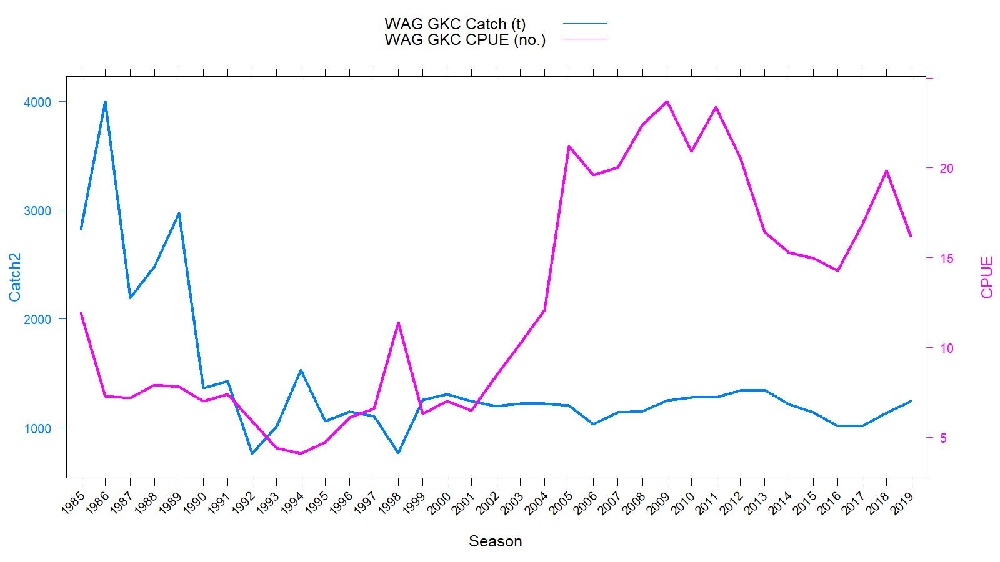 WAG GKC Catch (t)
WAG GKC CPUE (no.)
4000
3000
2000
1000
Catch2
20
15
10
5
CPUE
1985 1986 1987 1988 1989 1990 1991 1992 1993 1994 1995 1996 1997 1998 1999 2000 2001 2002 2003 2004 2005 2006 2007 2008 2009 2010 2011 2012 2013 2014 2015 2016 2017 2018 2019
Season